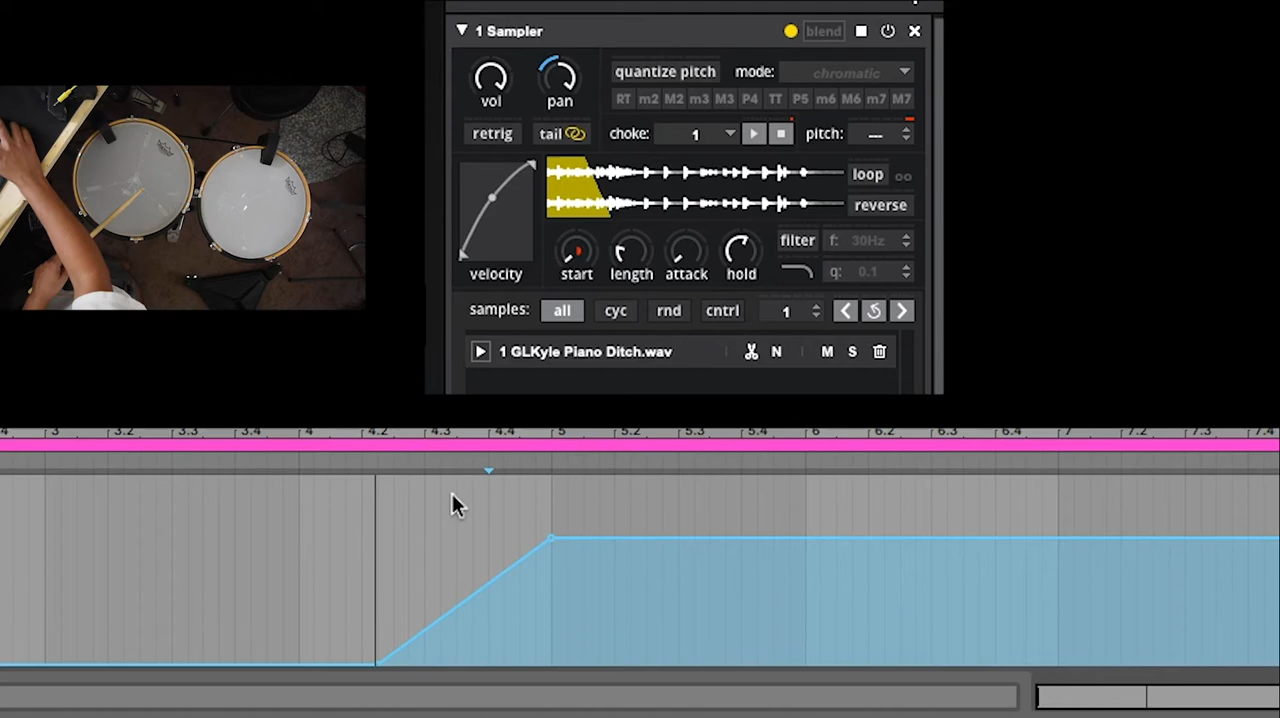 1 Sampler blend
vol pan quantize pitch mode: chromatic
RT m2 M2 m3 M3 P4 TT P5 m6 M6 m7 M7
retrig tail choke: 1 pitch: ---
loop
reverse
filter f: 30Hz
velocity start length attack hold q: 0.1
samples: all cyc rnd cntrl 1
1 GLKyle Piano Ditch.wav N M S
3 3.2 3.3 3.4 4 4.2 4.3 4.4 5 5.2 5.3 5.4 6 6.2 6.3 6.4 7 7.2 7.3 7.4